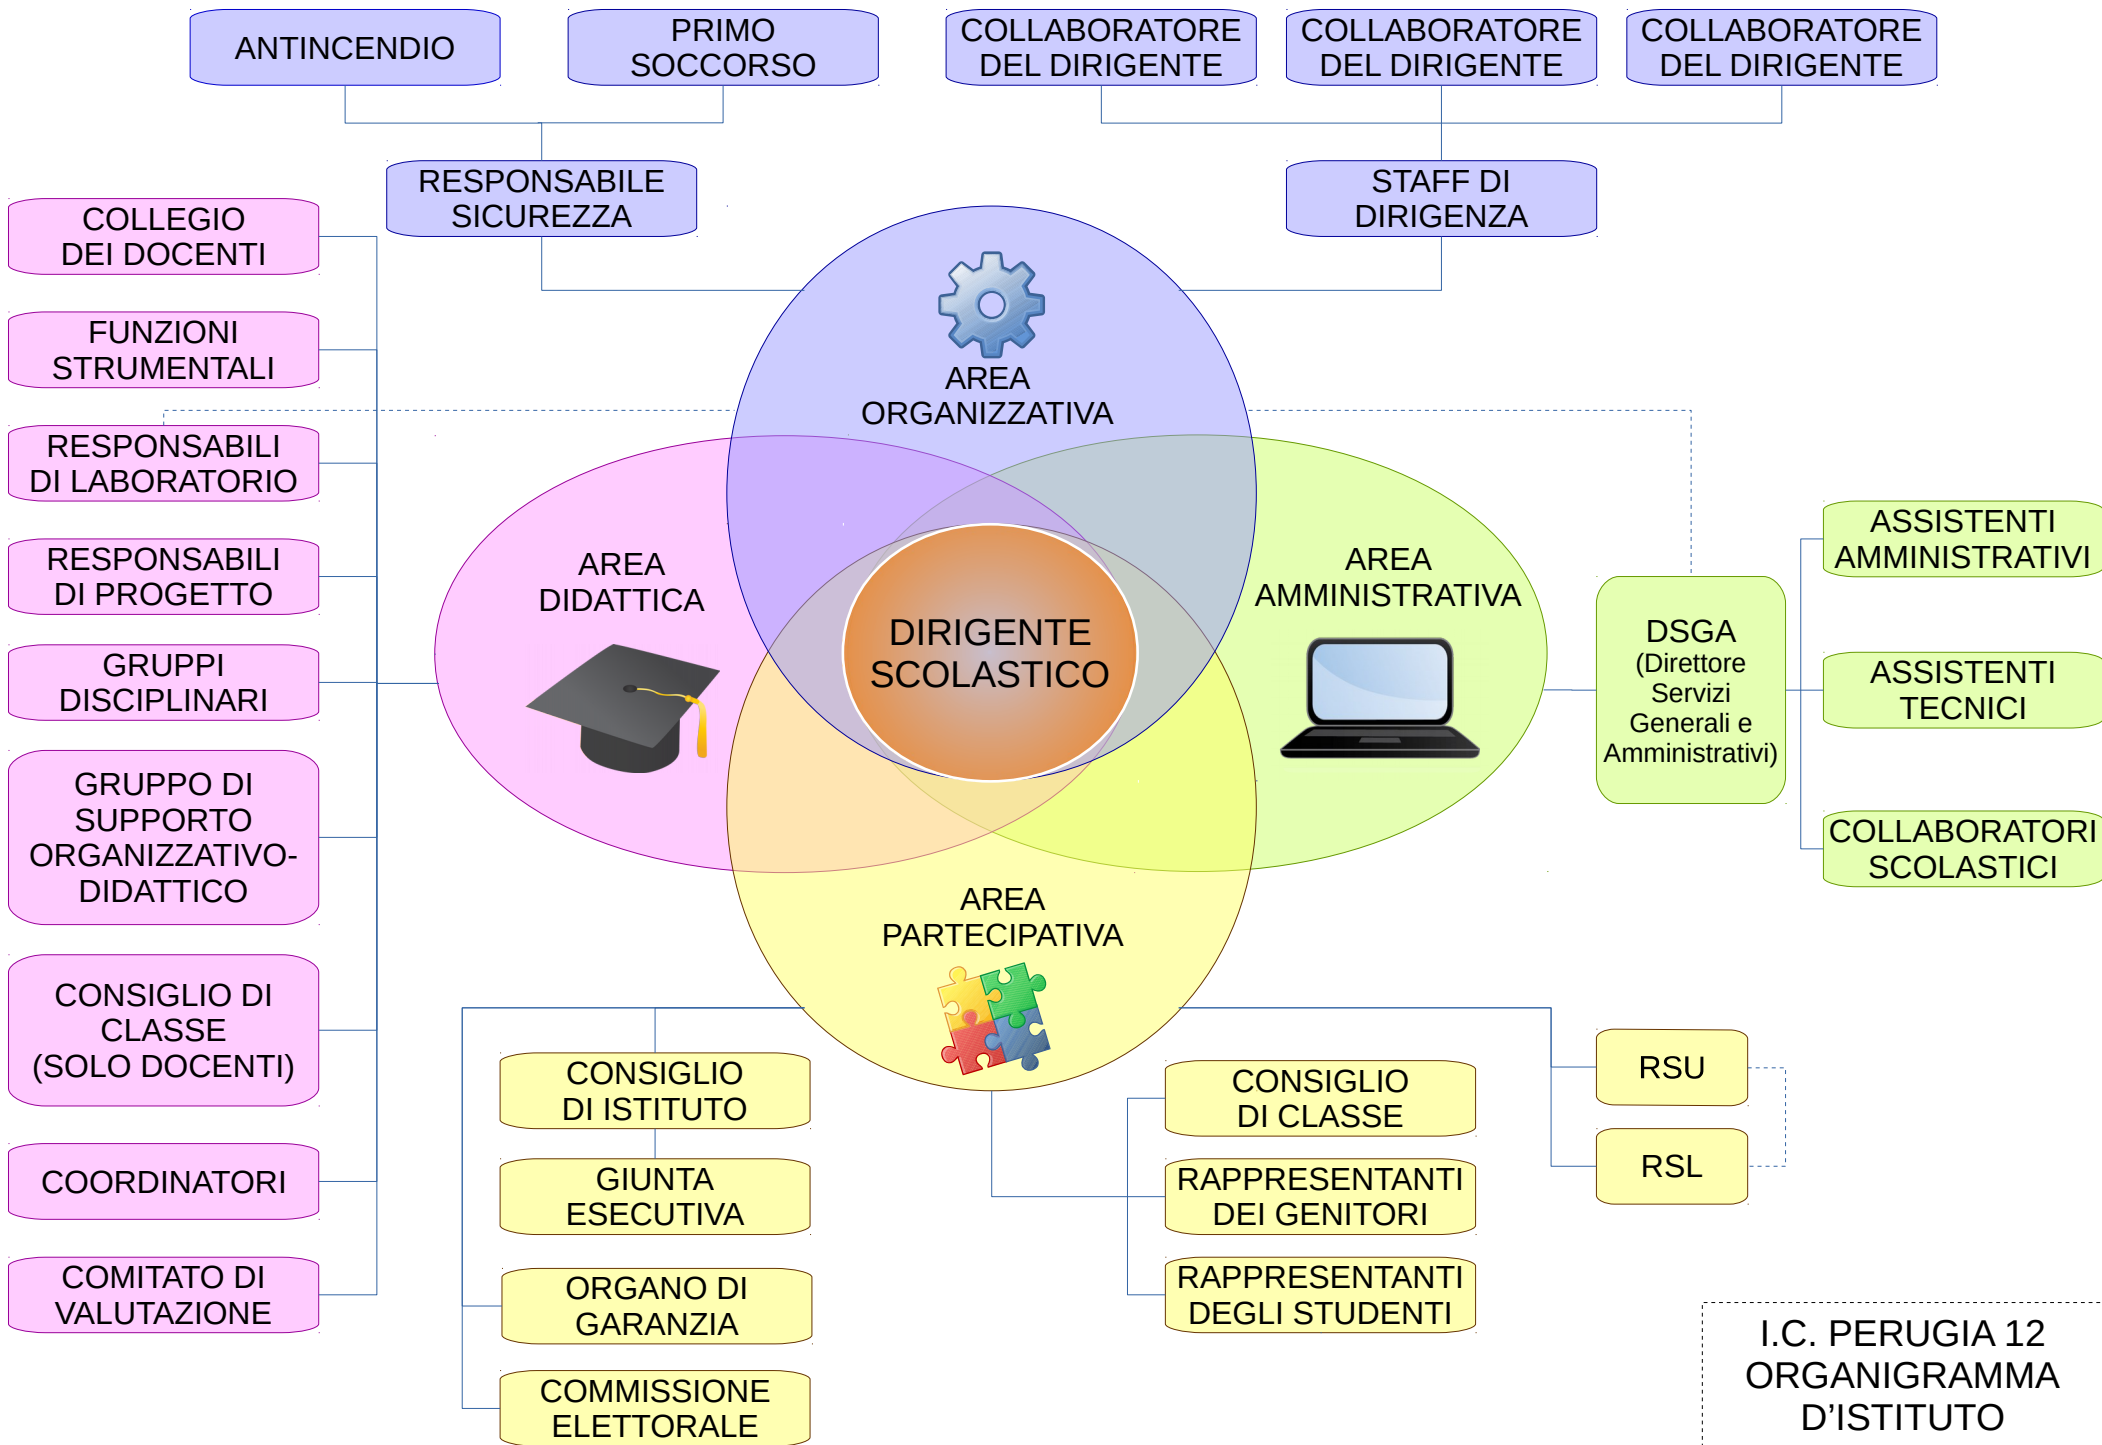 ANTINCENDIO
PRIMO
SOCCORSO
COLLABORATORE
DEL DIRIGENTE
COLLABORATORE
DEL DIRIGENTE
COLLABORATORE
DEL DIRIGENTE
RESPONSABILE
SICUREZZA
STAFF DI
DIRIGENZA
COLLEGIO
DEI DOCENTI
FUNZIONI
STRUMENTALI
RESPONSABILI
DI LABORATORIO
RESPONSABILI
DI PROGETTO
GRUPPI
DISCIPLINARI
GRUPPO DI
SUPPORTO
ORGANIZZATIVO-
DIDATTICO
CONSIGLIO DI
CLASSE
(SOLO DOCENTI)
COORDINATORI
COMITATO DI
VALUTAZIONE
AREA
ORGANIZZATIVA
AREA
DIDATTICA
DIRIGENTE
SCOLASTICO
AREA
AMMINISTRATIVA
AREA
PARTECIPATIVA
DSGA
(Direttore
Servizi
Generali e
Amministrativi)
ASSISTENTI
AMMINISTRATIVI
ASSISTENTI
TECNICI
COLLABORATORI
SCOLASTICI
CONSIGLIO
DI ISTITUTO
GIUNTA
ESECUTIVA
ORGANO DI
GARANZIA
COMMISSIONE
ELETTORALE
CONSIGLIO
DI CLASSE
RAPPRESENTANTI
DEI GENITORI
RAPPRESENTANTI
DEGLI STUDENTI
RSU
RSL
I.C. PERUGIA 12
ORGANIGRAMMA
D’ISTITUTO